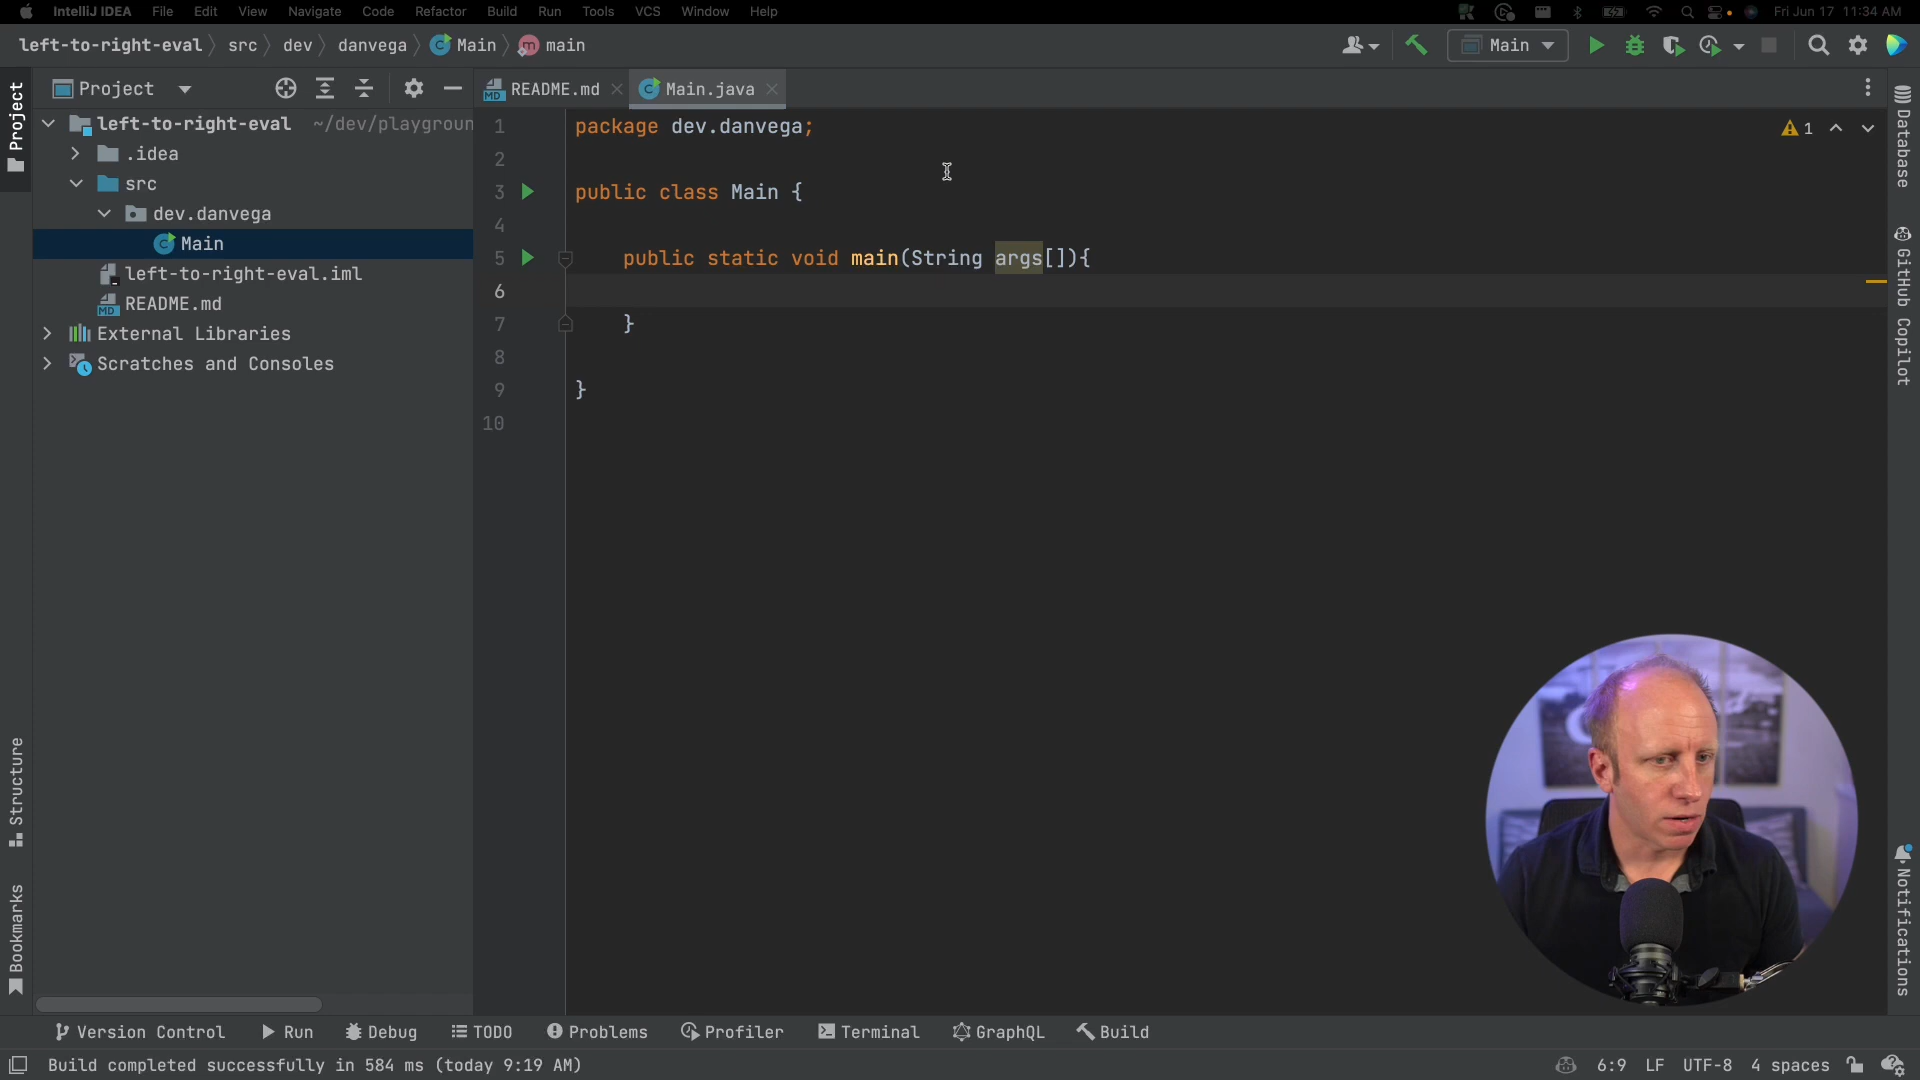 IntelliJ IDEA File Edit View Navigate Code Refactor Build Run Tools VCS Window Help Fri Jun 17 11:34 AM
left-to-right-eval src dev danvega Main main Main
Project
Project README.md Main.java
left-to-right-eval ~/dev/playgroun
.idea
src
dev.danvega
Main
left-to-right-eval.iml
README.md
External Libraries
Scratches and Consoles
1 package dev.danvega;
2
3 public class Main {
4
5 public static void main(String args[]){
6
7 }
8
9 }
10
1
Database
GitHub Copilot
Notifications
Structure
Bookmarks
Version Control Run Debug TODO Problems Profiler Terminal GraphQL Build
Build completed successfully in 584 ms (today 9:19 AM) 6:9 LF UTF-8 4 spaces